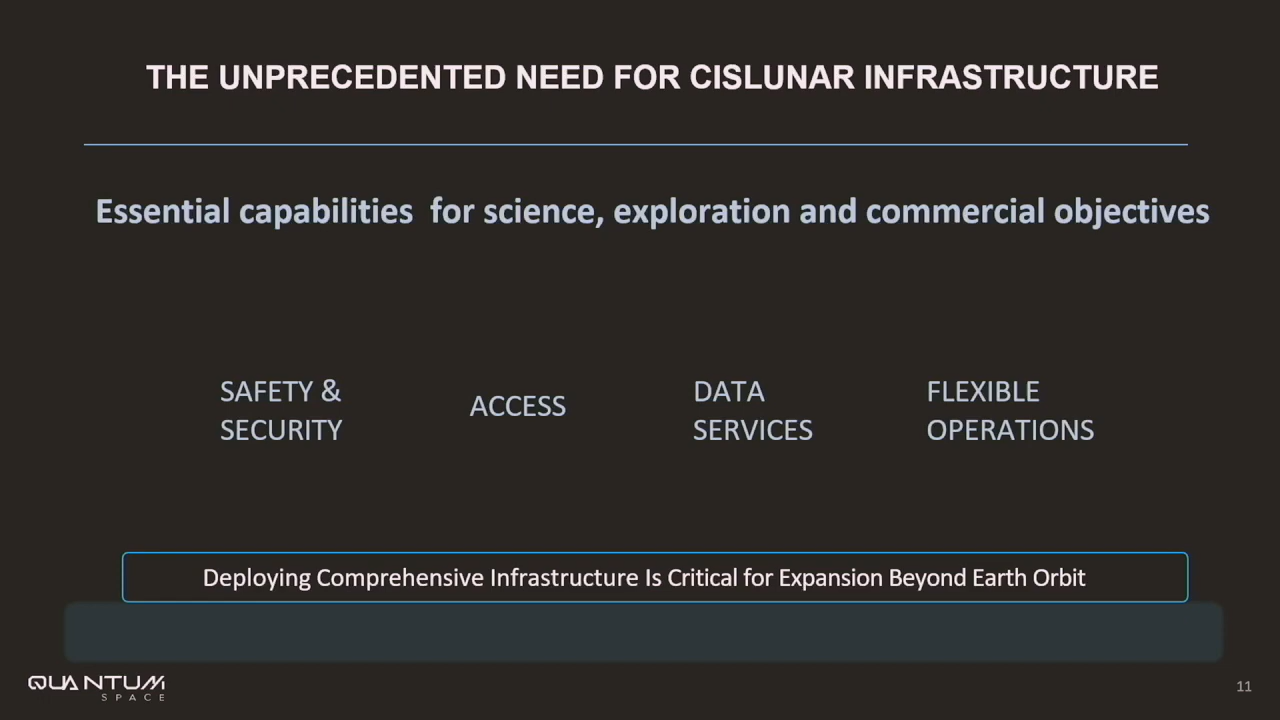 THE UNPRECEDENTED NEED FOR CISLUNAR INFRASTRUCTURE
Essential capabilities  for science, exploration and commercial objectives
SAFETY &
SECURITY
ACCESS
DATA
SERVICES
FLEXIBLE
OPERATIONS
Deploying Comprehensive Infrastructure Is Critical for Expansion Beyond Earth Orbit
QUANTUM
SPACE
11